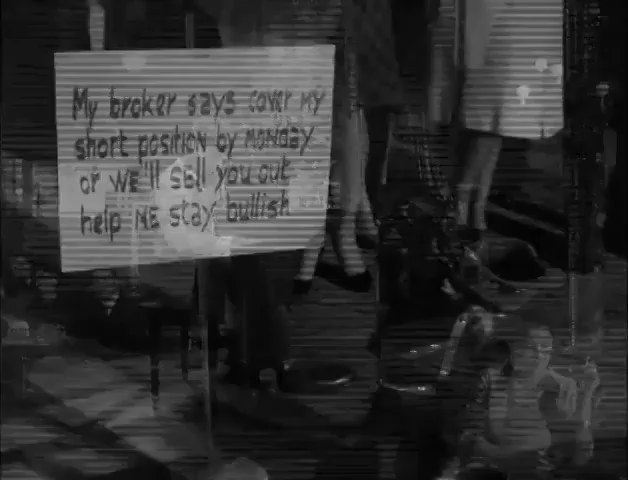 My broker says cover my
short position by MONDAY
or WE'll sell you out
help ME stay bullish